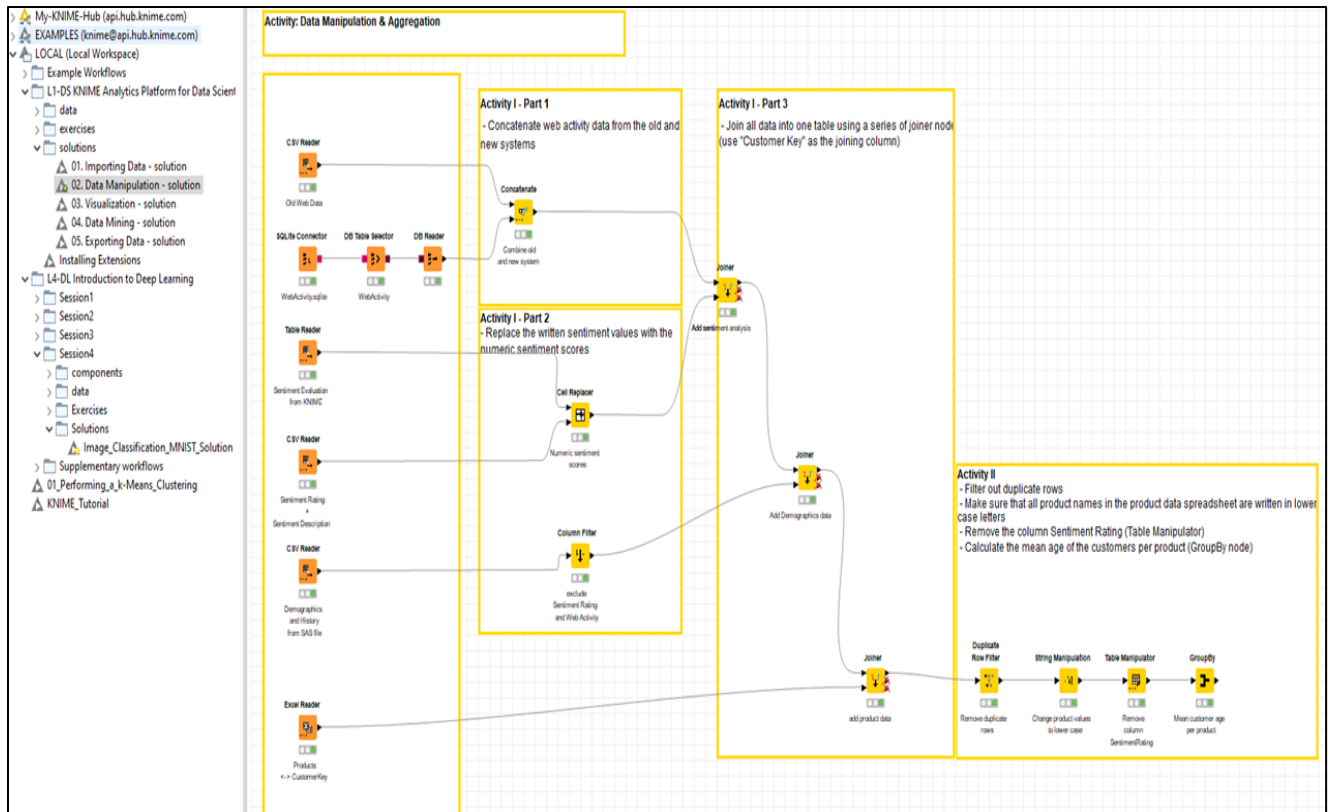 My-KNIME-Hub (api.hub.knime.com)
EXAMPLES (knime@api.hub.knime.com)
LOCAL (Local Workspace)
Example Workflows
L1-DS KNIME Analytics Platform for Data Scient
data
exercises
solutions
01. Importing Data - solution
02. Data Manipulation - solution
03. Visualization - solution
04. Data Mining - solution
05. Exporting Data - solution
Installing Extensions
L4-DL Introduction to Deep Learning
Session1
Session2
Session3
Session4
components
data
Exercises
Solutions
Image_Classification_MNIST_Solution
Supplementary workflows
01_Performing_a_k-Means_Clustering
KNIME_Tutorial
Activity: Data Manipulation & Aggregation
CSV Reader
Old Web Data
SQLite Connector
WebActivity.sqlite
DB Table Selector
WebActivity
DB Reader
Table Reader
Sentiment Evaluation
from KNIME
CSV Reader
Sentiment Rating
+
Sentiment Description
CSV Reader
Demographics
and History
from SAS file
Excel Reader
Products
<-> CustomerKey
Activity I - Part 1
- Concatenate web activity data from the old and
new systems
Concatenate
Combine old
and new system
Activity I - Part 2
- Replace the written sentiment values with the
numeric sentiment scores
Cell Replacer
Numeric sentiment
scores
Column Filter
exclude
Sentiment Rating
and Web Activity
Activity I - Part 3
- Join all data into one table using a series of joiner node
(use "Customer Key" as the joining column)
Joiner
Add sentiment analysis
Joiner
Add Demographics data
Joiner
add product data
Activity II
- Filter out duplicate rows
- Make sure that all product names in the product data spreadsheet are written in lower
case letters
- Remove the column Sentiment Rating (Table Manipulator)
- Calculate the mean age of the customers per product (GroupBy node)
Duplicate
Row Filter
Remove duplicate
rows
String Manipulation
Change product values
to lower case
Table Manipulator
Remove
column
SentimentRating
GroupBy
Mean customer age
per product